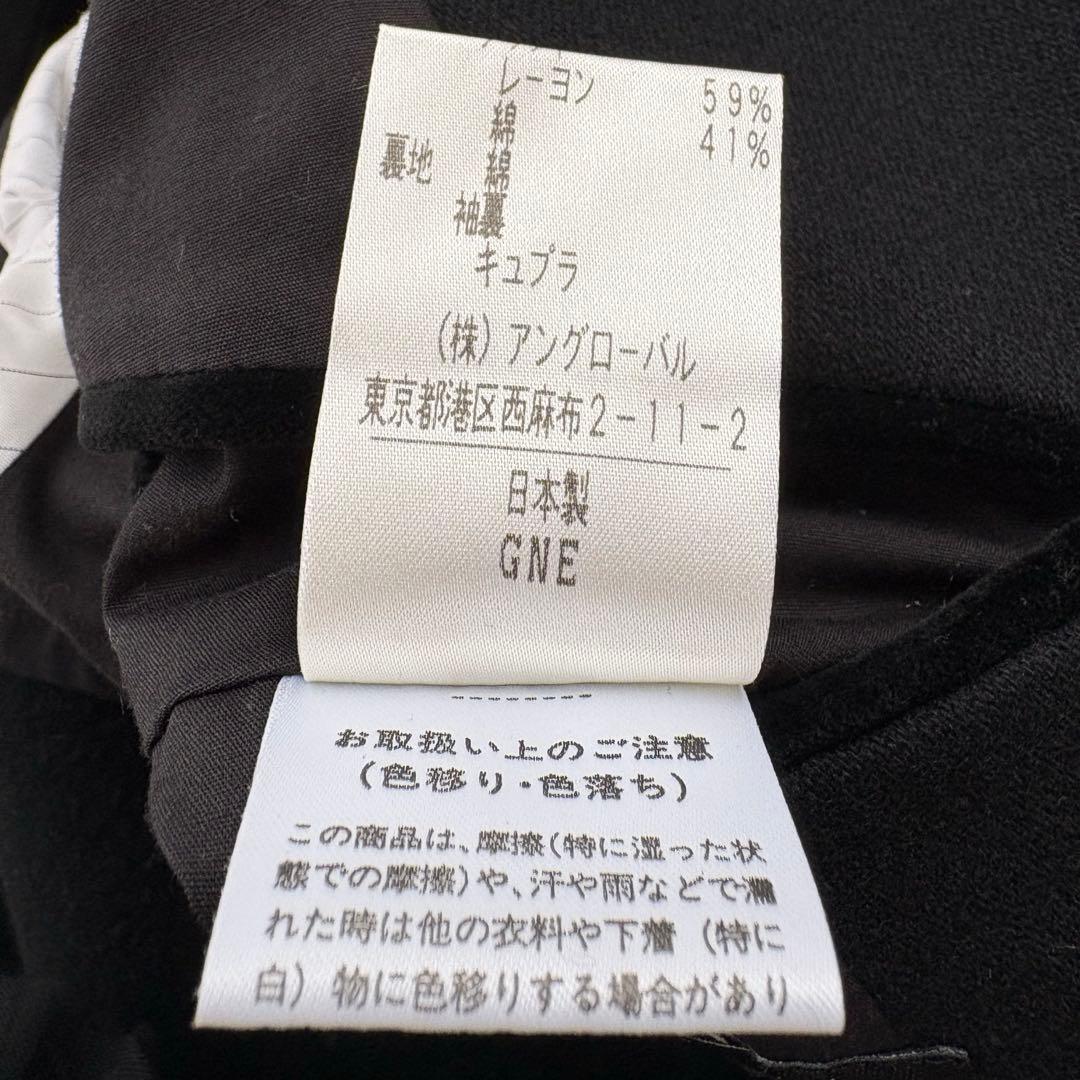 レーヨン 59%
綿 41%
裏地 綿
袖裏
キュプラ
(株)アングローバル
東京都港区西麻布2-11-2
日本製
GNE
お取扱い上のご注意
(色移り・色落ち)
この商品は、摩擦(特に湿った状
態での摩擦)や、汗や雨などで濡
れた時は他の衣料や下着(特に
白)物に色移りする場合があり